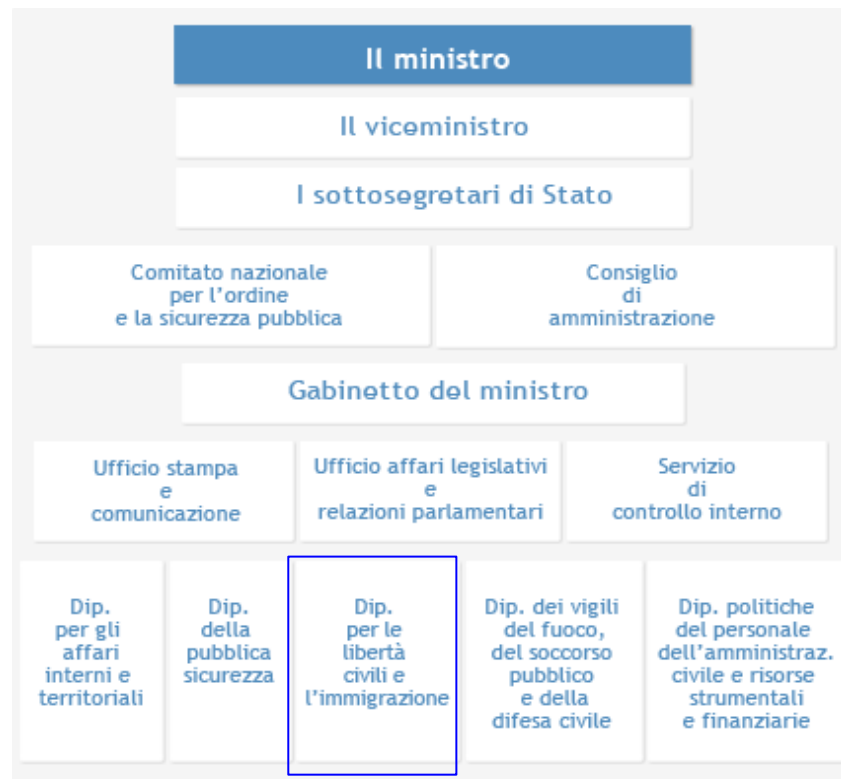 Il ministro
Il viceministro
I sottosegretari di Stato
Comitato nazionale
per l'ordine
e la sicurezza pubblica
Consiglio
di
amministrazione
Gabinetto del ministro
Ufficio stampa
e
comunicazione
Ufficio affari legislativi
e
relazioni parlamentari
Servizio
di
controllo interno
Dip.
per gli
affari
interni e
territoriali
Dip.
della
pubblica
sicurezza
Dip.
per le
libertà
civili e
l'immigrazione
Dip. dei vigili
del fuoco,
del soccorso
pubblico
e della
difesa civile
Dip. politiche
del personale
dell'amministraz.
civile e risorse
strumentali
e finanziarie